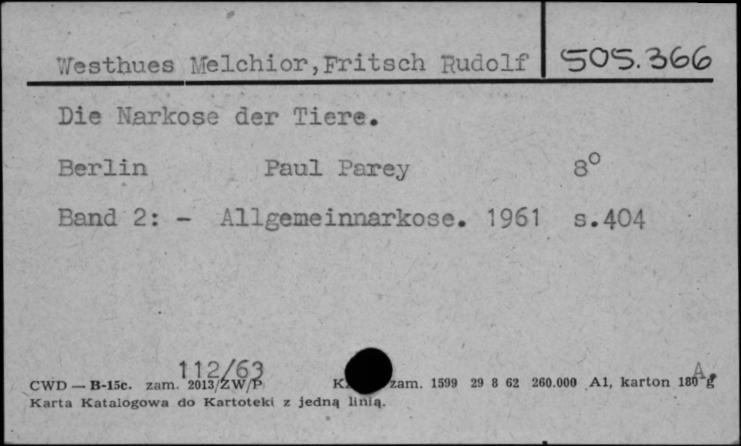 Westhues Melchior,Fritsch Rudolf 505.366
Die Narkose der Tiere.
Berlin Paul Parey 8°
Band 2: - Allgemeinnarkose. 1961 s.404
112/63 A.
CWD — B-15c. zam. 2013/ZW/P zam. 1599 29 8 62 260.000 A1, karton 180 g
Karta Katalogowa do Kartoteki z jedną linią.